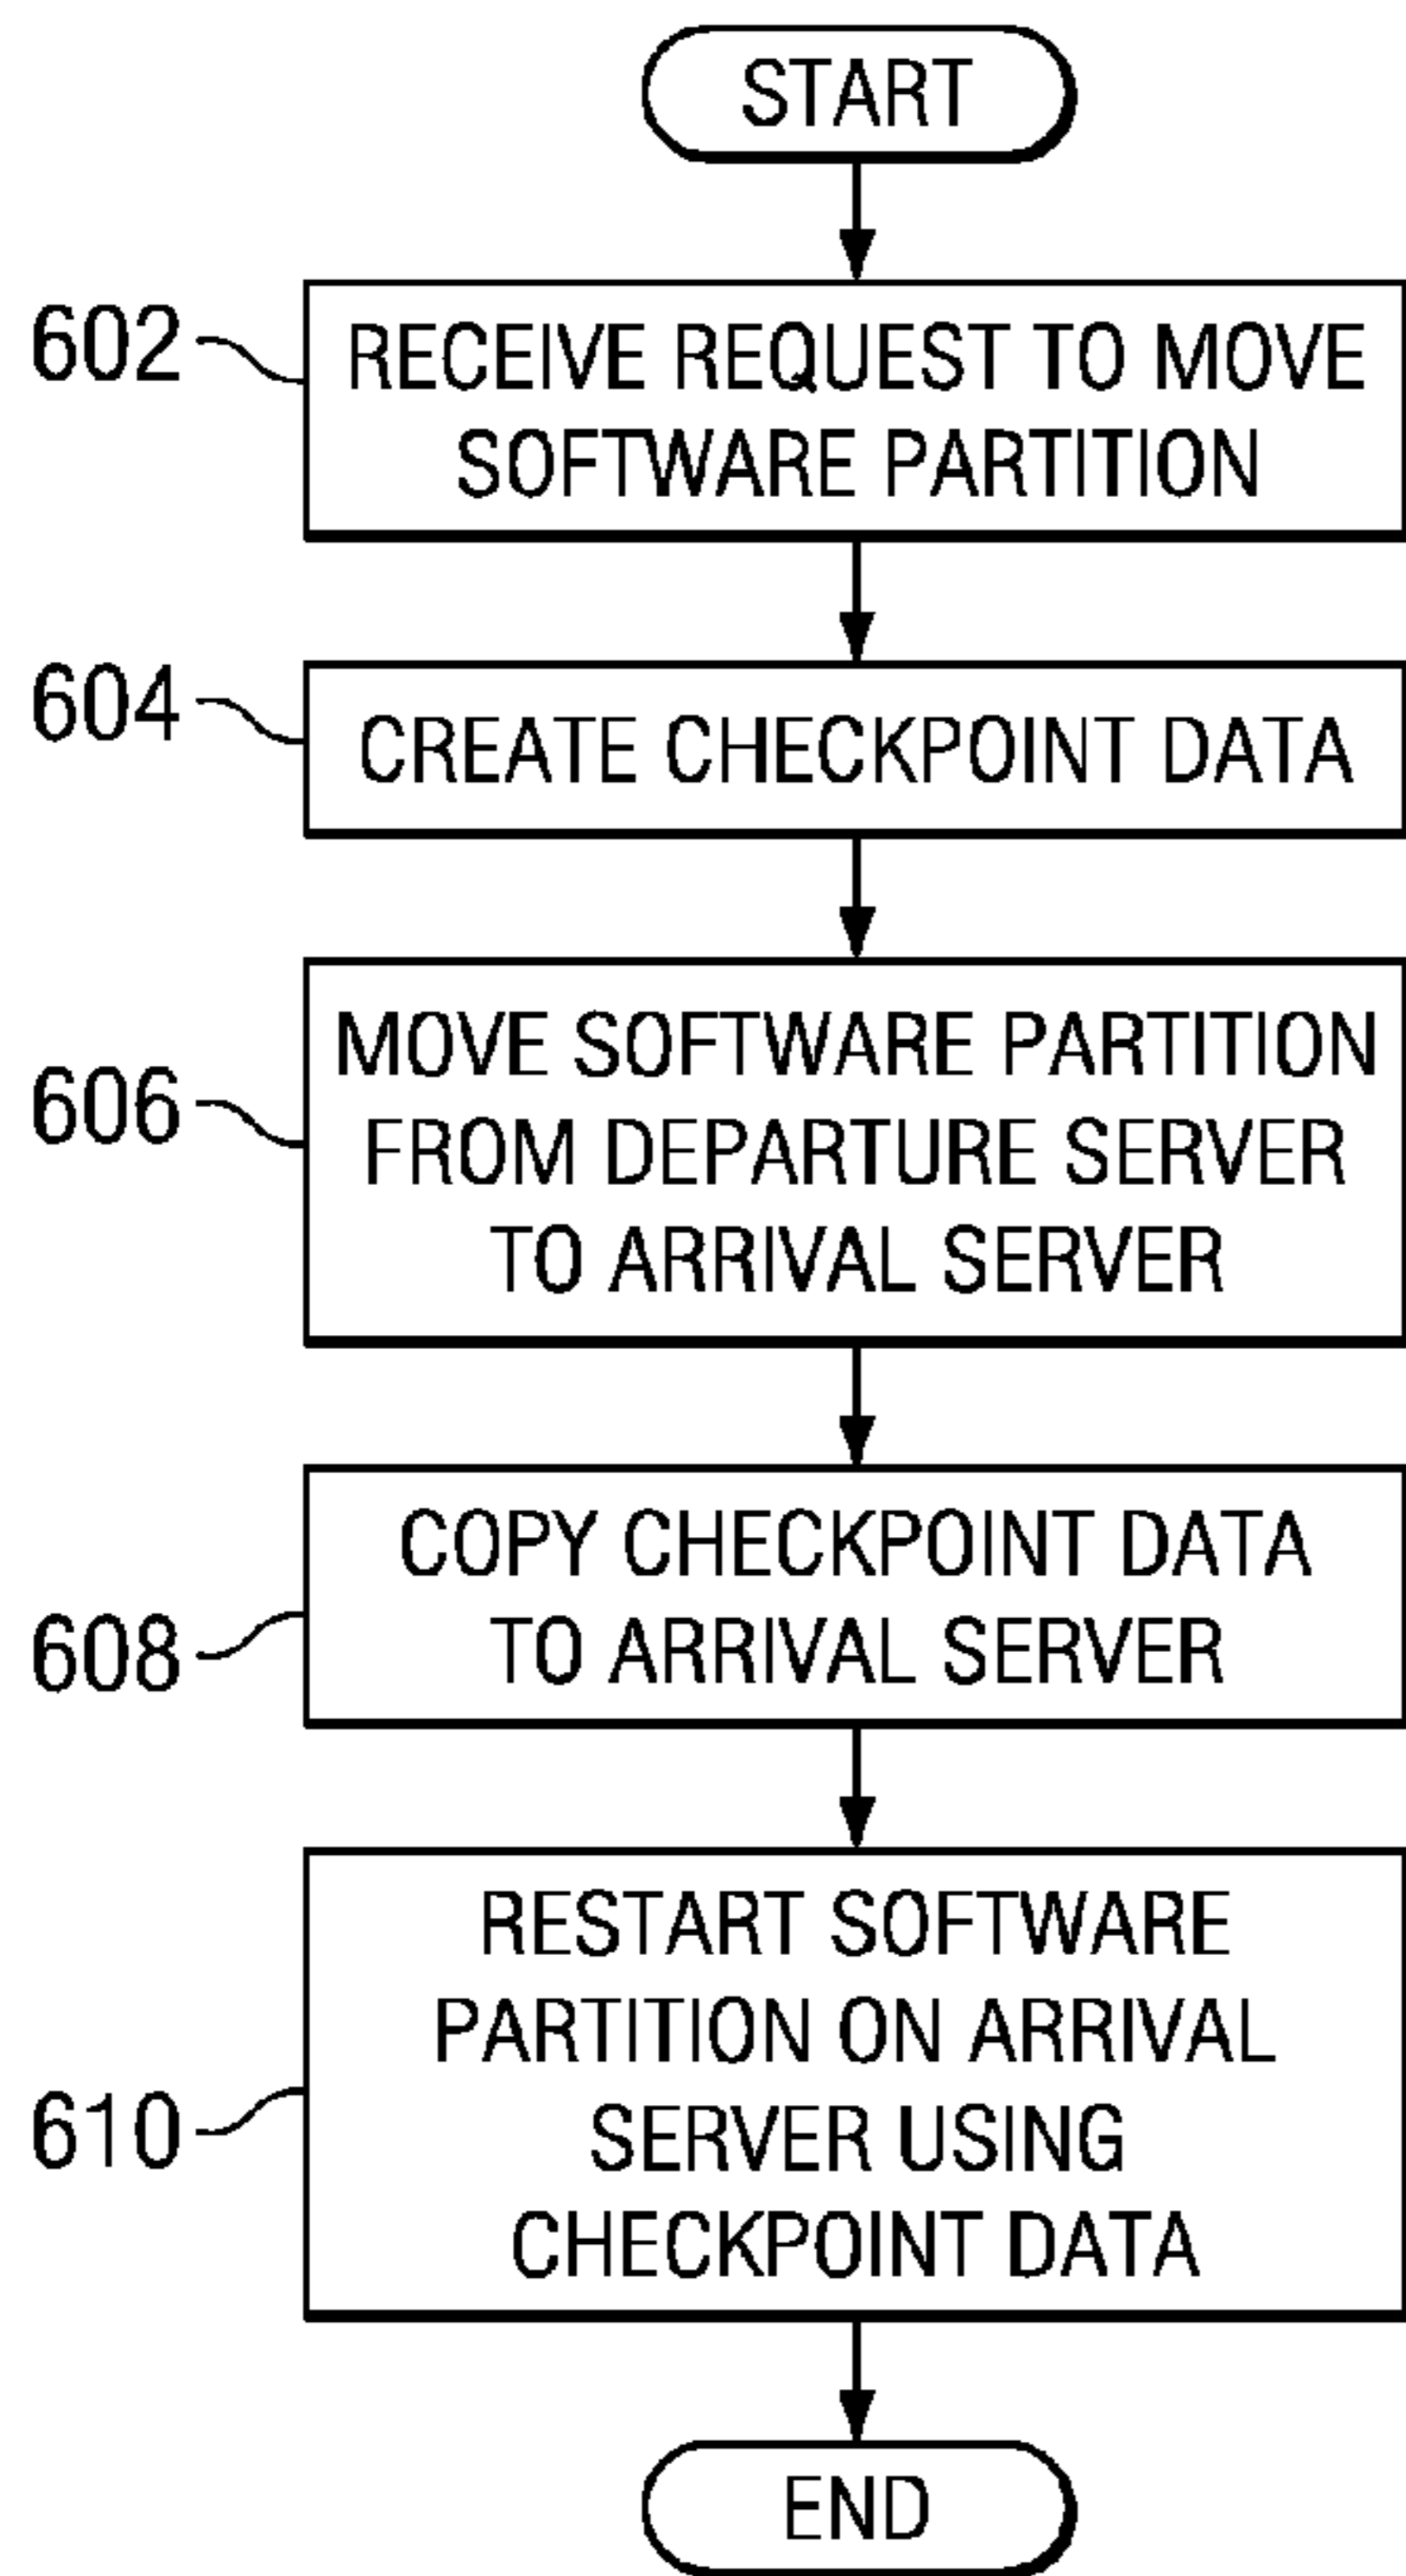 START
602
RECEIVE REQUEST TO MOVE
SOFTWARE PARTITION
604
CREATE CHECKPOINT DATA
606
MOVE SOFTWARE PARTITION
FROM DEPARTURE SERVER
TO ARRIVAL SERVER
608
COPY CHECKPOINT DATA
TO ARRIVAL SERVER
610
RESTART SOFTWARE
PARTITION ON ARRIVAL
SERVER USING
CHECKPOINT DATA
END